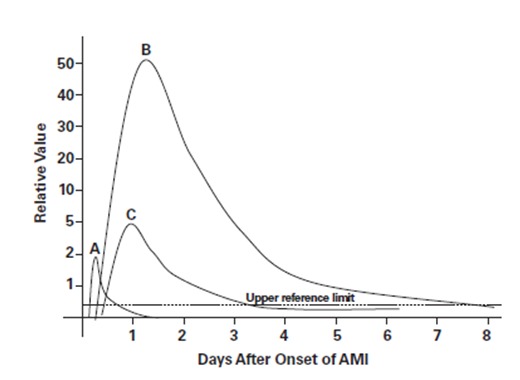 B
50
40
30
20
10
C
5
A
2
1
Upper reference limit
1 2 3 4 5 6 7 8
Relative Value
Days After Onset of AMI